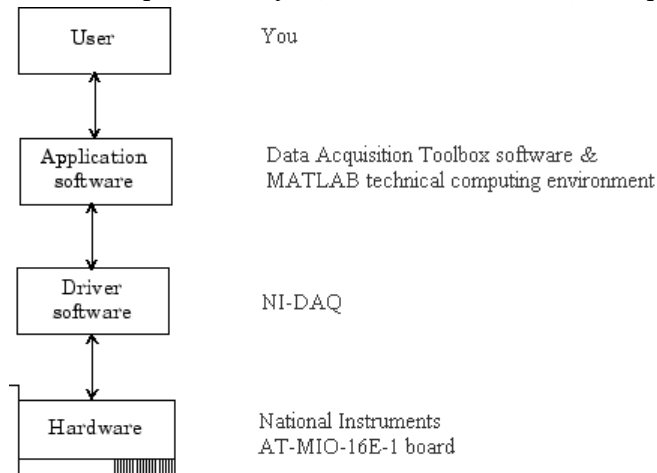 User
You
Application
software
Data Acquisition Toolbox software &
MATLAB technical computing environment
Driver
software
NI-DAQ
Hardware
National Instruments
AT-MIO-16E-1 board